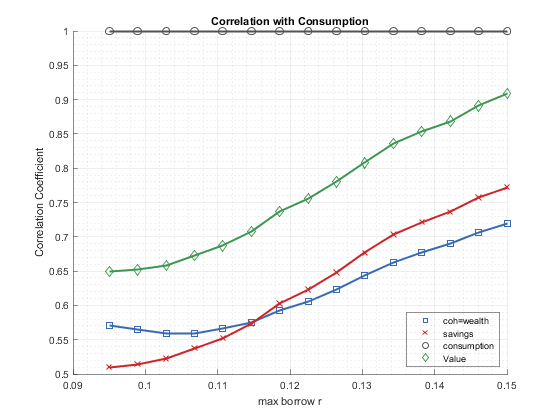 Correlation with Consumption
Correlation Coefficient
1
0.95
0.9
0.85
0.8
0.75
0.7
0.65
0.6
0.55
0.5
0.09
0.1
0.11
0.12
0.13
0.14
0.15
max borrow r
coh=wealth
savings
consumption
Value